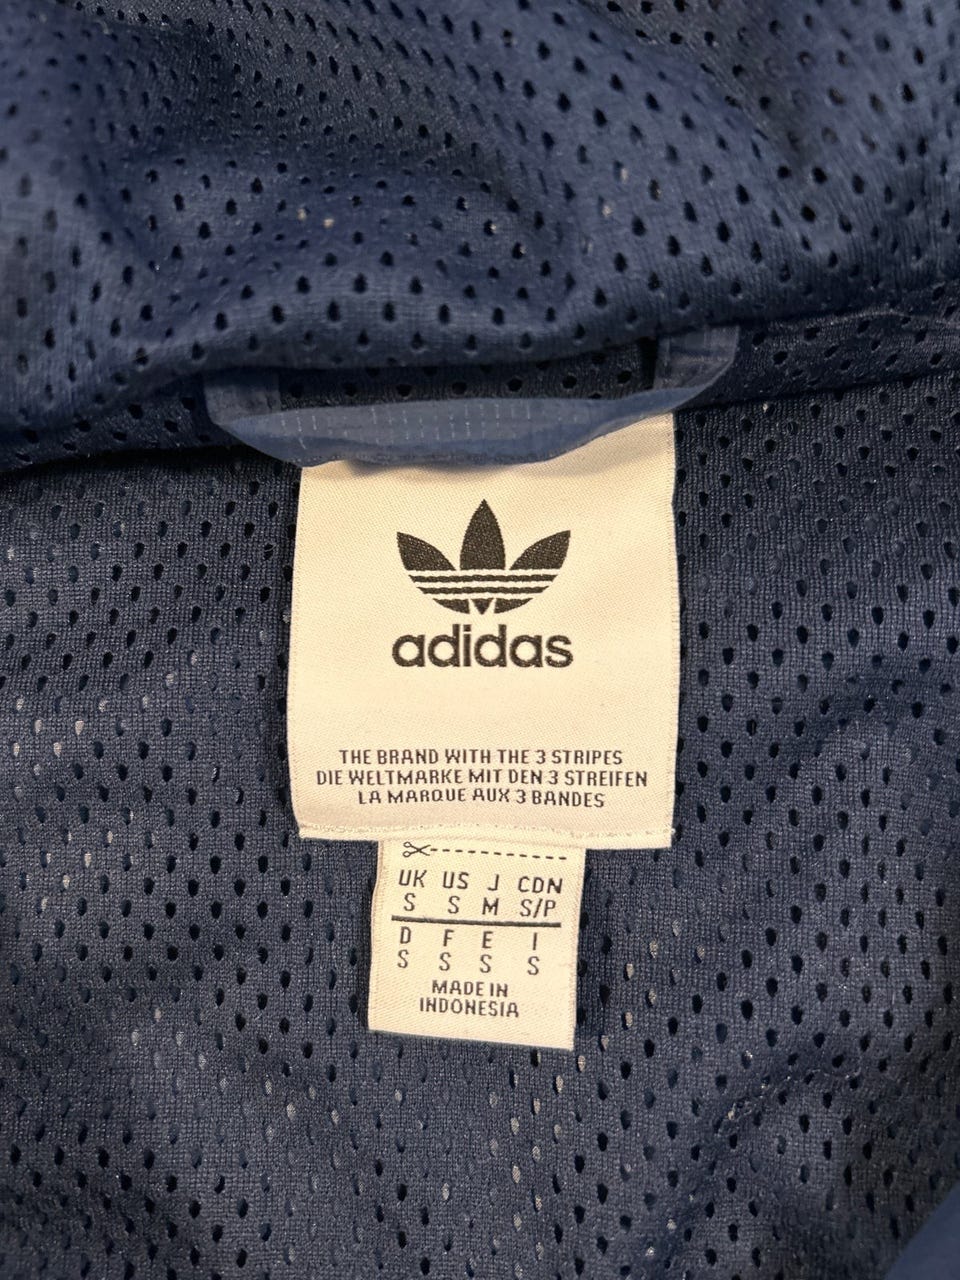 adidas
THE BRAND WITH THE 3 STRIPES
DIE WELTMARKE MIT DEN 3 STREIFEN
LA MARQUE AUX 3 BANDES
UK US J CDN
S S M S/P
D F E I
S S S S
MADE IN
INDONESIA